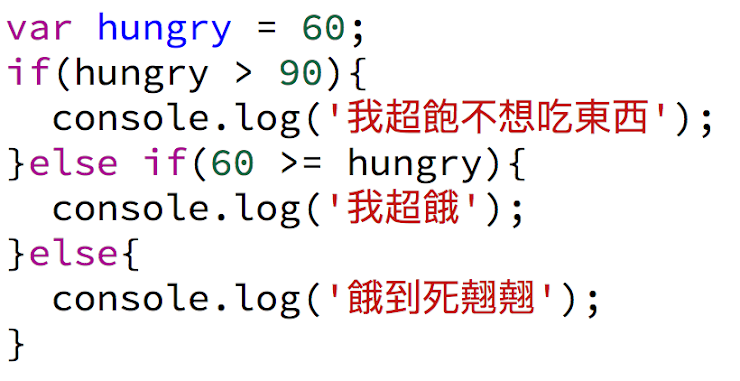 var hungry = 60;
if(hungry > 90){
  console.log('我超飽不想吃東西');
}else if(60 >= hungry){
  console.log('我超餓');
}else{
  console.log('餓到死翹翹');
}